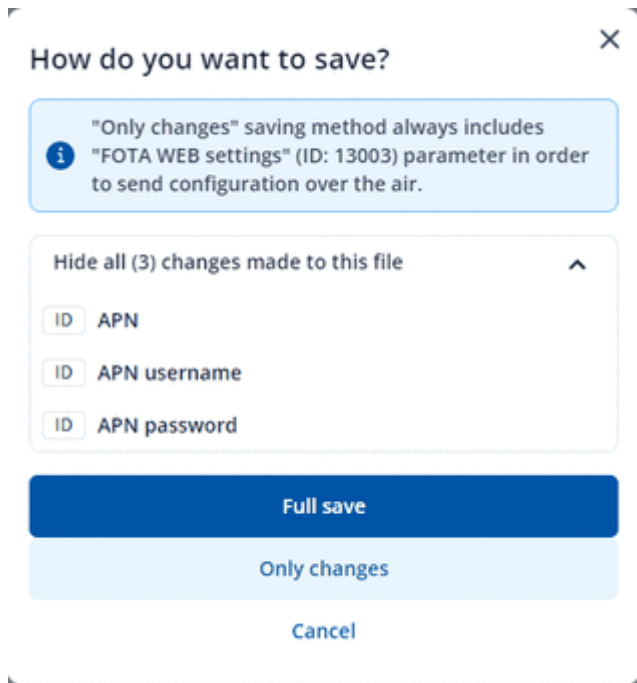 How do you want to save?
"Only changes" saving method always includes
"FOTA WEB settings" (ID: 13003) parameter in order
to send configuration over the air.
Hide all (3) changes made to this file
ID APN
ID APN username
ID APN password
Full save
Only changes
Cancel